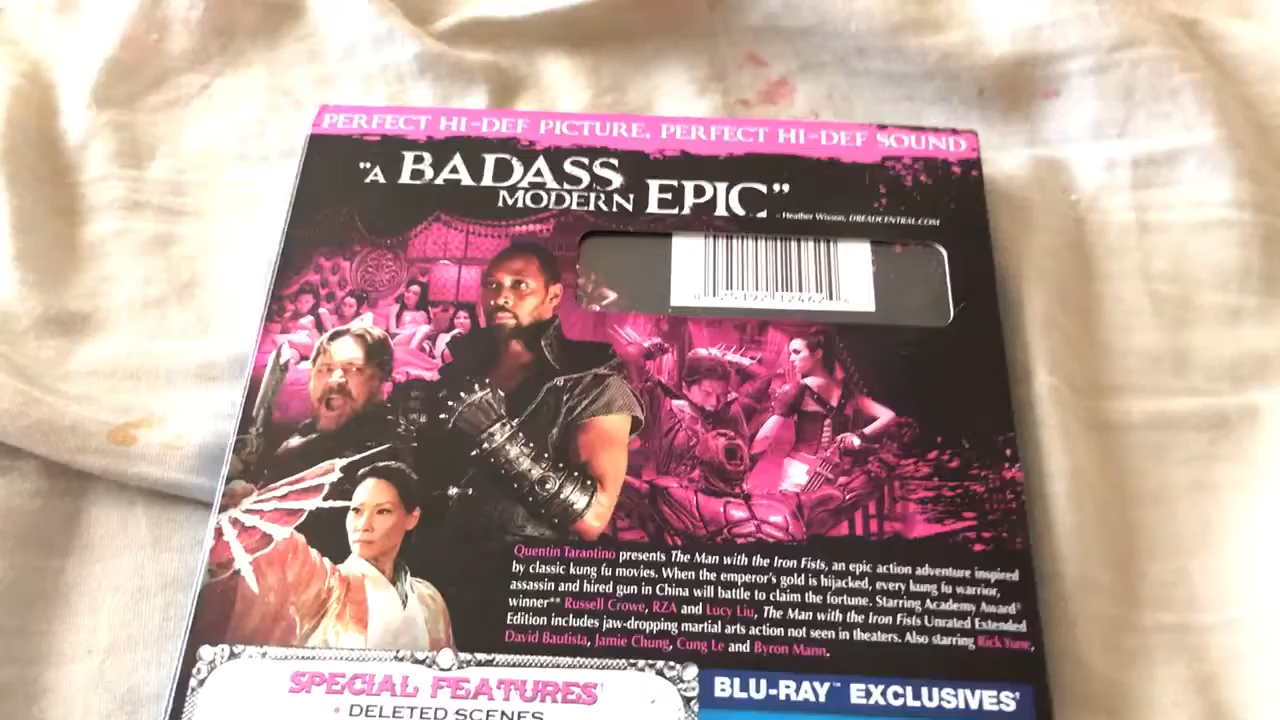 PERFECT HI-DEF PICTURE, PERFECT HI-DEF SOUND
"A BADASS
MODERN EPIC"
- Heather Wixson, DREADCENTRAL.COM
25192 12462
Quentin Tarantino presents The Man with the Iron Fists, an epic action adventure inspired
by classic kung fu movies. When the emperor's gold is hijacked, every kung fu warrior,
assassin and hired gun in China will battle to claim the fortune. Starring Academy Award®
winner** Russell Crowe, RZA and Lucy Liu, The Man with the Iron Fists Unrated Extended
Edition includes jaw-dropping martial arts action not seen in theaters. Also starring Rick Yune,
David Bautista, Jamie Chung, Cung Le and Byron Mann.
SPECIAL FEATURES
• DELETED SCENES
BLU-RAY™ EXCLUSIVES*